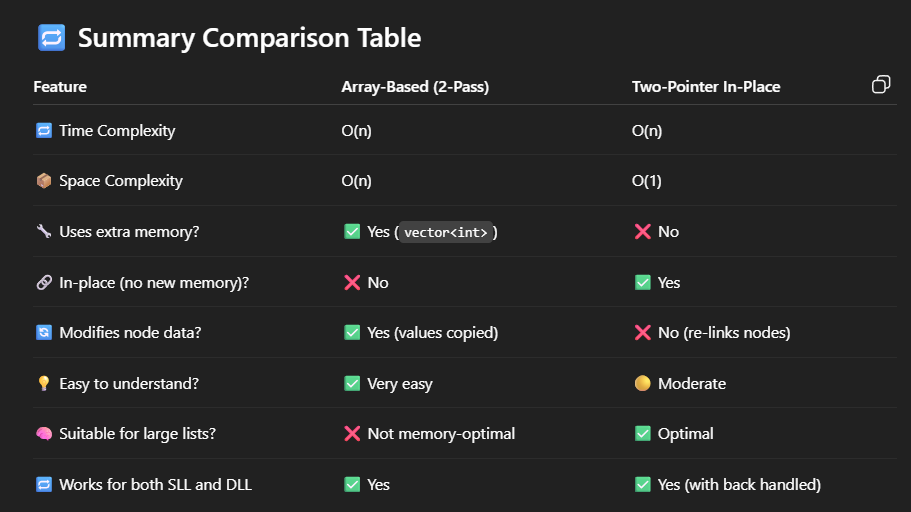 🔁 Summary Comparison Table
Feature Array-Based (2-Pass) Two-Pointer In-Place
🔁 Time Complexity O(n) O(n)
📦 Space Complexity O(n) O(1)
🔧 Uses extra memory? ✅ Yes (vector<int>) ❌ No
🔗 In-place (no new memory)? ❌ No ✅ Yes
🔄 Modifies node data? ✅ Yes (values copied) ❌ No (re-links nodes)
💡 Easy to understand? ✅ Very easy 🟡 Moderate
🧠 Suitable for large lists? ❌ Not memory-optimal ✅ Optimal
🔁 Works for both SLL and DLL ✅ Yes ✅ Yes (with back handled)